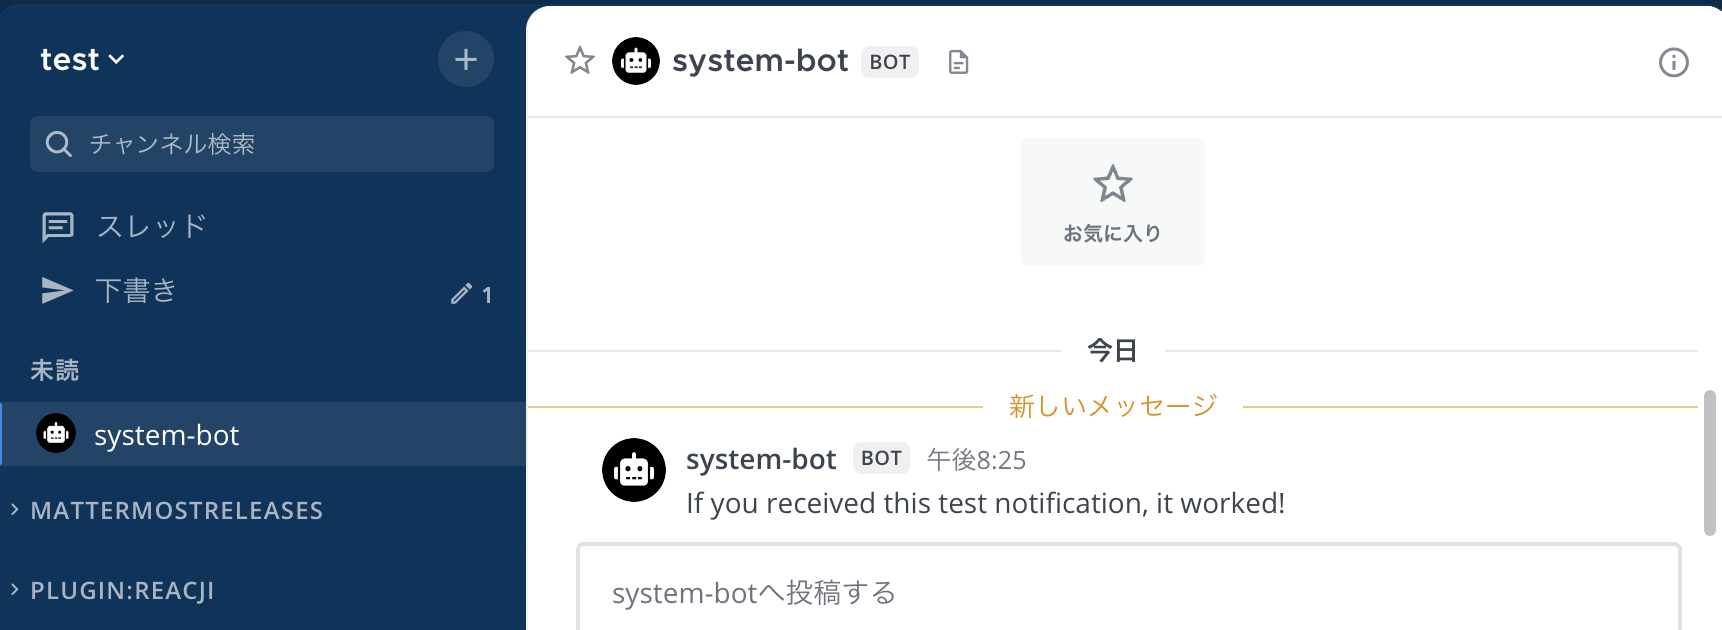 test
チャンネル検索
スレッド
下書き 1
未読
system-bot
MATTERMOSTRELEASES
PLUGIN:REACJI
system-bot BOT
お気に入り
今日
新しいメッセージ
system-bot BOT 午後8:25
If you received this test notification, it worked!
system-botへ投稿する